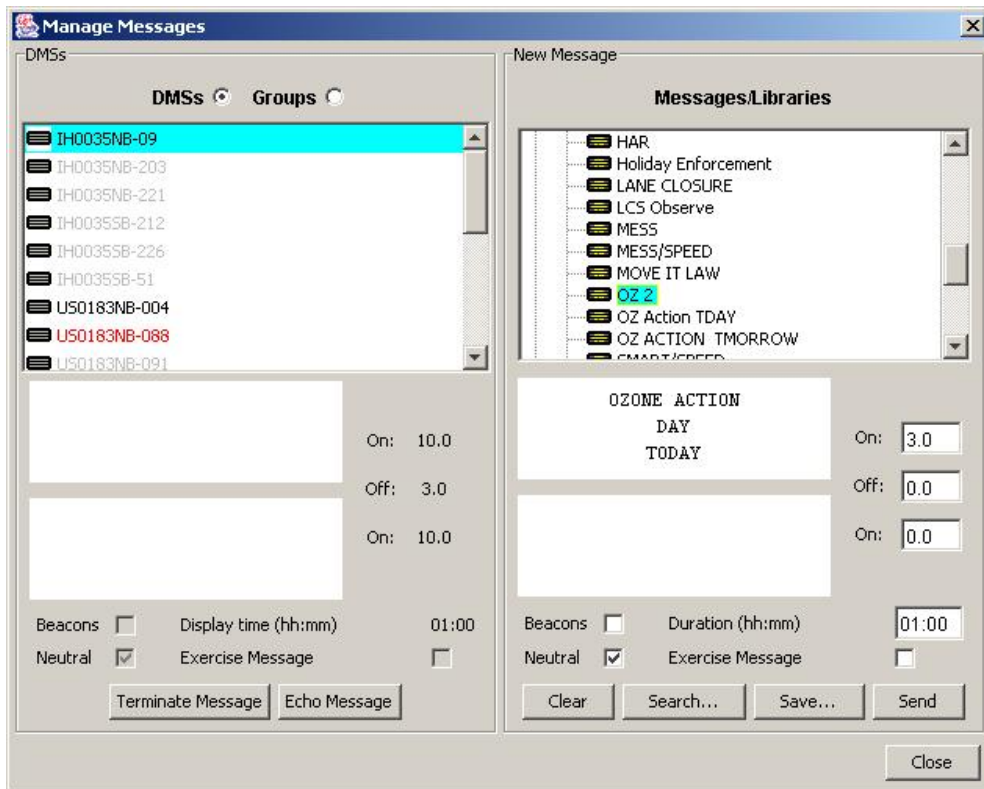 Manage Messages
DMSs
DMSs Groups
IH0035NB-09
IH0035NB-203
IH0035NB-221
IH0035SB-212
IH0035SB-226
IH0035SB-51
US0183NB-004
US0183NB-088
US0183NB-091
On: 10.0
Off: 3.0
On: 10.0
Beacons Display time (hh:mm) 01:00
Neutral Exercise Message
Terminate Message Echo Message
New Message
Messages/Libraries
HAR
Holiday Enforcement
LANE CLOSURE
LCS Observe
MESS
MESS/SPEED
MOVE IT LAW
OZ 2
OZ Action TDAY
OZ ACTION  TMORROW
SMART/SPEED
OZONE ACTION
DAY
TODAY
On: 3.0
Off: 0.0
On: 0.0
Beacons Duration (hh:mm) 01:00
Neutral Exercise Message
Clear Search... Save... Send
Close